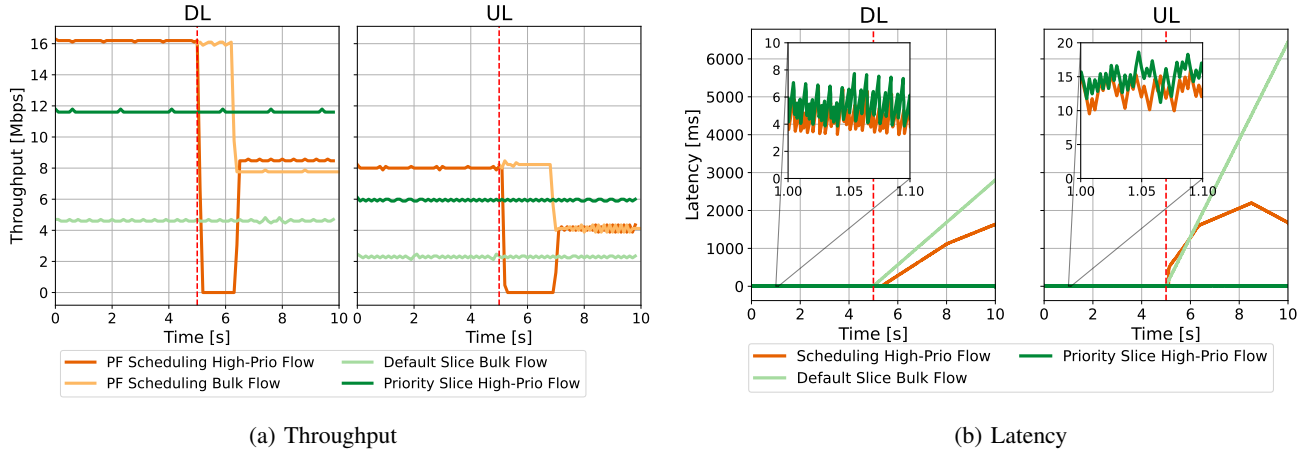 DL
UL
Throughput [Mbps]
16
14
12
10
8
6
4
2
0
0 2 4 6 8 10
Time [s]
0 2 4 6 8 10
Time [s]
PF Scheduling High-Prio Flow
PF Scheduling Bulk Flow
Default Slice Bulk Flow
Priority Slice High-Prio Flow
(a) Throughput
DL
UL
Latency [ms]
6000
5000
4000
3000
2000
1000
0
10
8
6
4
2
0
1.00 1.05 1.10
0 2 4 6 8 10
Time [s]
20
15
10
5
0
1.00 1.05 1.10
0 2 4 6 8 10
Time [s]
Scheduling High-Prio Flow
Default Slice Bulk Flow
Priority Slice High-Prio Flow
(b) Latency